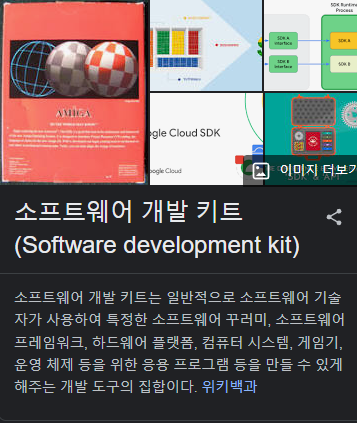 AMIGA
SDK Runtime
Process
SDK A
Interface
SDK A
SDK B
Interface
SDK B
ogle Cloud SDK
ogle Cloud
SDK & API
이미지 더보기
소프트웨어 개발 키트
(Software development kit)
소프트웨어 개발 키트는 일반적으로 소프트웨어 기술
자가 사용하여 특정한 소프트웨어 꾸러미, 소프트웨어
프레임워크, 하드웨어 플랫폼, 컴퓨터 시스템, 게임기,
운영 체제 등을 위한 응용 프로그램 등을 만들 수 있게
해주는 개발 도구의 집합이다. 위키백과